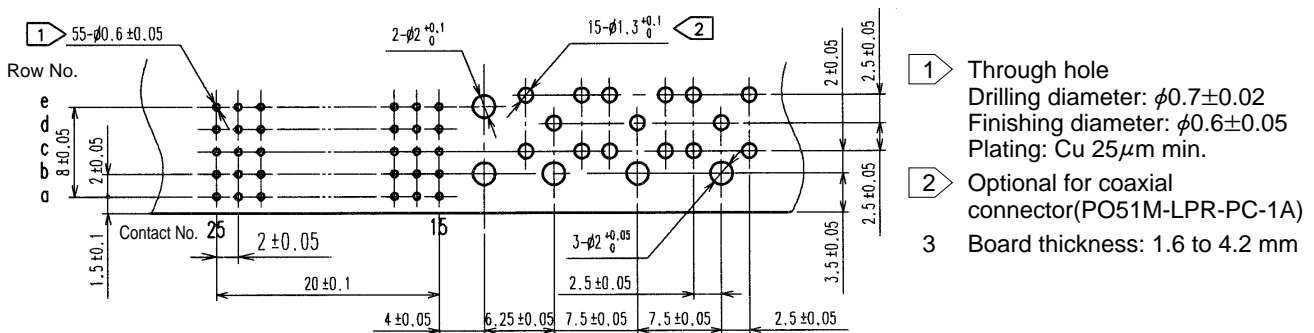 1 55-ϕ0.6 ±0.05
2-ϕ2 +0.1 0
15-ϕ1.3 +0.1 0 2
Row No.
e
d
c
b
a
8 ±0.05
2 ±0.05
1.5 ±0.1
Contact No. 25
15
2 ±0.05
20 ±0.1
4 ±0.05
6.25 ±0.05
7.5 ±0.05
7.5 ±0.05
2.5 ±0.05
2.5 ±0.05
3-ϕ2 +0.05 0
2 ±0.05
2.5 ±0.05
2.5 ±0.05
3.5 ±0.05
1 Through hole
Drilling diameter: ϕ0.7±0.02
Finishing diameter: ϕ0.6±0.05
Plating: Cu 25μm min.
2 Optional for coaxial
connector(PO51M-LPR-PC-1A)
3 Board thickness: 1.6 to 4.2 mm